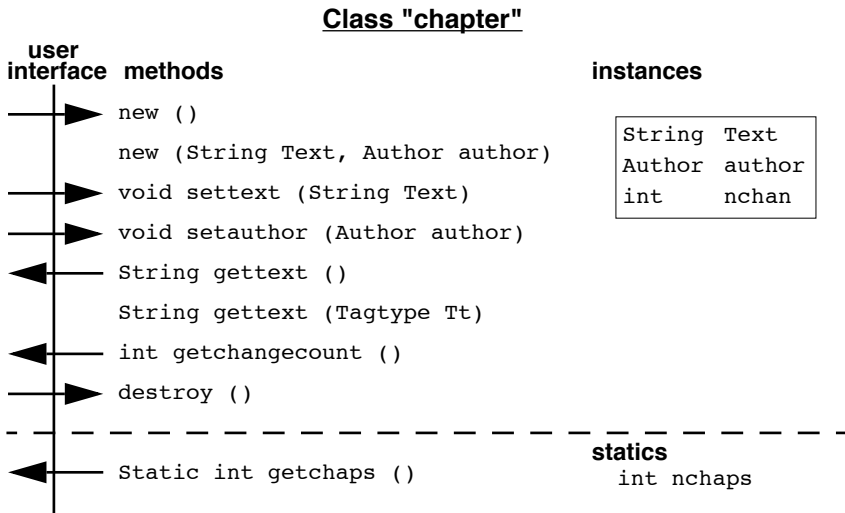 Class "chapter"
user
interface methods
instances
new ()
new (String Text, Author author)
void settext (String Text)
void setauthor (Author author)
String gettext ()
String gettext (Tagtype Tt)
int getchangecount ()
destroy ()
String Text
Author author
int nchan
Static int getchaps ()
statics
int nchaps